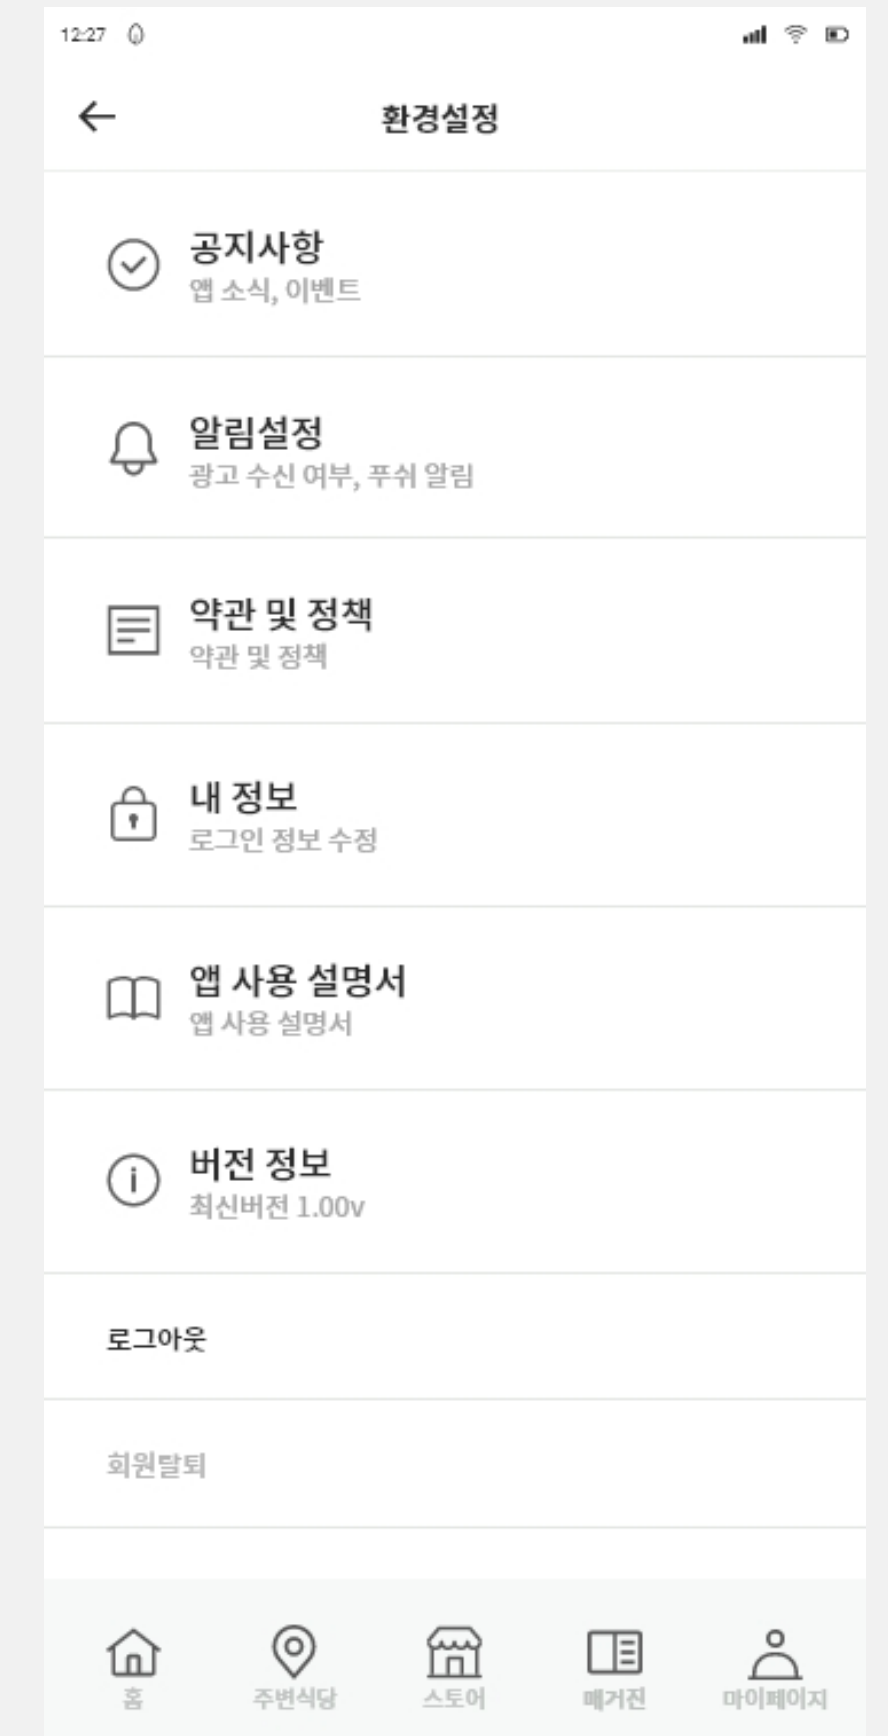 12:27
환경설정
공지사항
앱 소식, 이벤트
알림설정
광고 수신 여부, 푸쉬 알림
약관 및 정책
약관 및 정책
내 정보
로그인 정보 수정
앱 사용 설명서
앱 사용 설명서
버전 정보
최신버전 1.00v
로그아웃
회원탈퇴
홈 주변식당 스토어 매거진 마이페이지